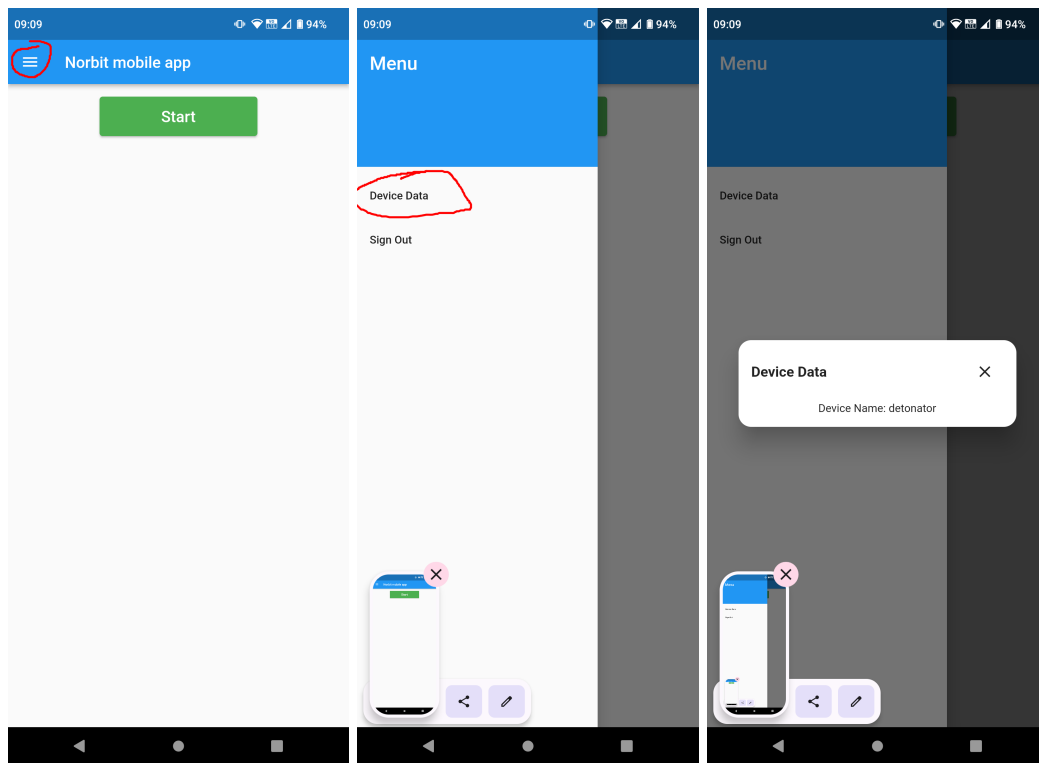 09:09
94%
Norbit mobile app
Start
09:09
94%
Menu
Device Data
Sign Out
09:09
94%
Menu
Device Data
Sign Out
Device Data
Device Name: detonator